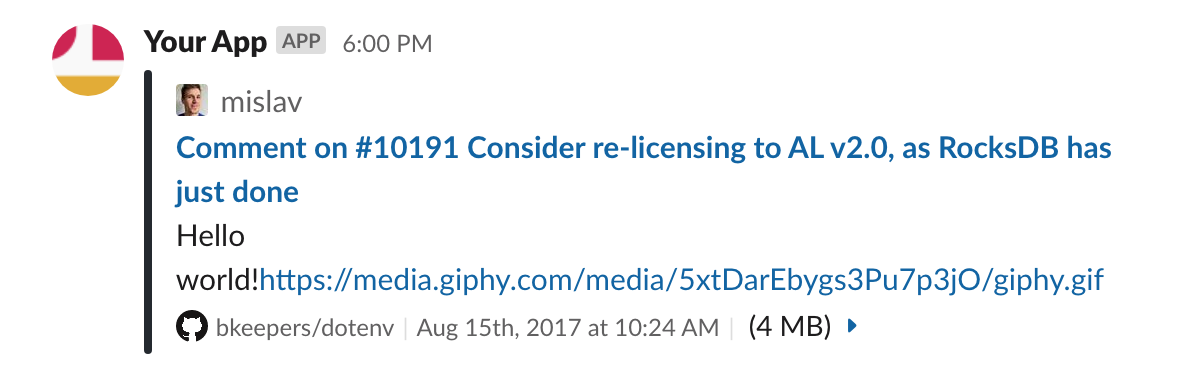 Your App APP 6:00 PM
mislav
Comment on #10191 Consider re-licensing to AL v2.0, as RocksDB has
just done
Hello
world!https://media.giphy.com/media/5xtDarEbygs3Pu7p3jO/giphy.gif
bkeepers/dotenv | Aug 15th, 2017 at 10:24 AM | (4 MB)